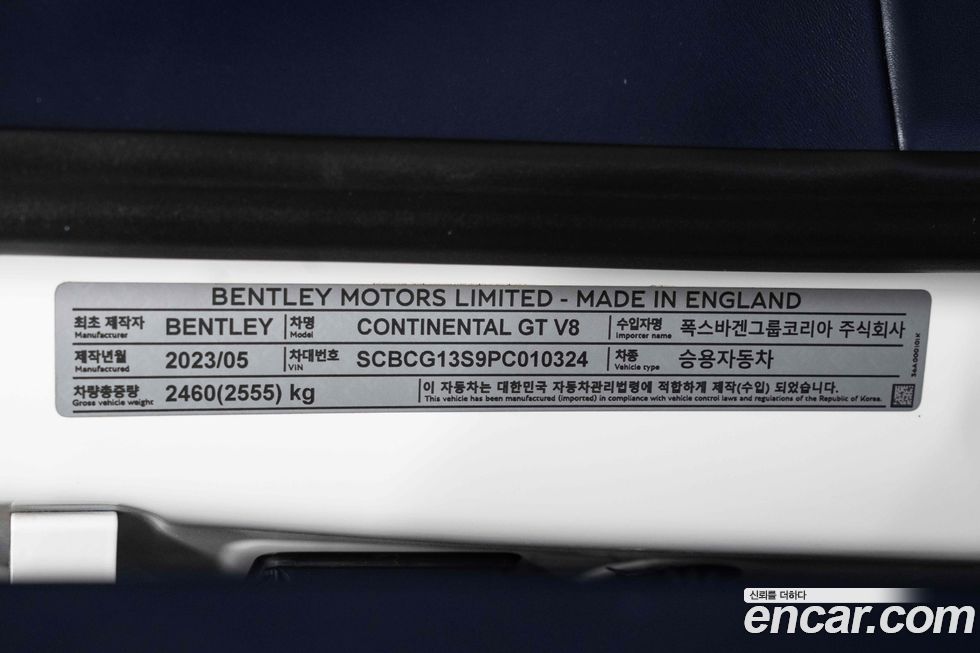 BENTLEY MOTORS LIMITED - MADE IN ENGLAND
최초 제작자 Manufacturer BENTLEY 차명 Model CONTINENTAL GT V8 수입자명 Importer name 폭스바겐그룹코리아 주식회사
제작년월 Manufactured 2023/05 차대번호 VIN SCBCG13S9PC010324 차종 Vehicle type 승용자동차
차량총중량 Gross vehicle weight 2460(2555) kg 이 자동차는 대한민국 자동차관리법령에 적합하게 제작(수입) 되었습니다.
This vehicle has been manufactured (imported) in compliance with vehicle control laws and regulations of the Republic of Korea.
신뢰를 더하다
encar.com